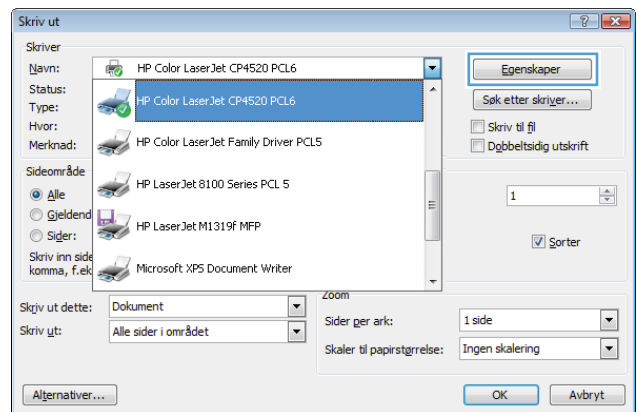 Skriv ut
Skriver
Navn: HP Color LaserJet CP4520 PCL6 Egenskaper
Status: HP Color LaserJet CP4520 PCL6 Søk etter skriver...
Type:
Hvor: HP Color LaserJet Family Driver PCL5 Skriv til fil
Merknad: Dobbeltsidig utskrift
Sideområde
HP LaserJet 8100 Series PCL 5
Alle 1
Gjeldend
HP LaserJet M1319f MFP
Sider: Sorter
Skriv inn side
komma, f.ek Microsoft XPS Document Writer
Skriv ut dette: Dokument Zoom
Sider per ark: 1 side
Skriv ut: Alle sider i området
Skaler til papirstørrelse: Ingen skalering
Alternativer... OK Avbryt